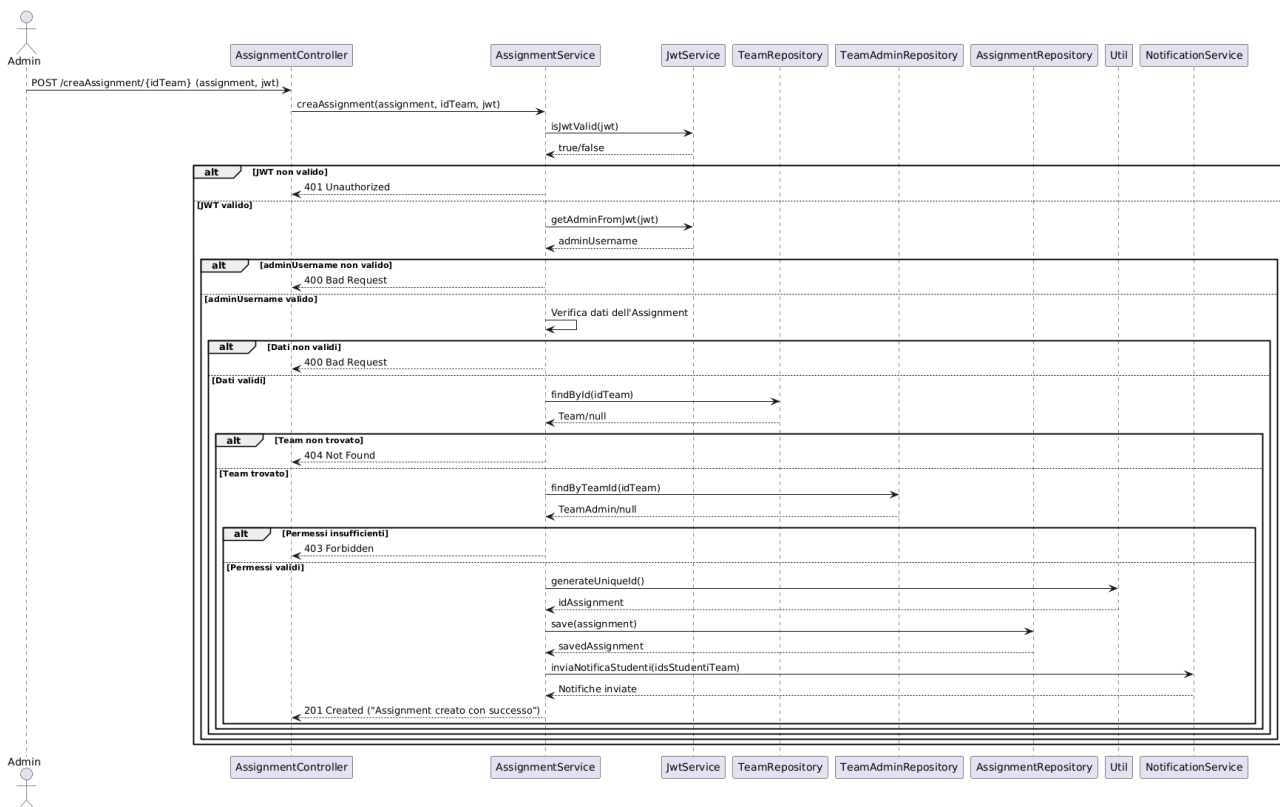 Admin
AssignmentController
AssignmentService
JwtService
TeamRepository
TeamAdminRepository
AssignmentRepository
Util
NotificationService
POST /creaAssignment/{idTeam} (assignment, jwt)
creaAssignment(assignment, idTeam, jwt)
isJwtValid(jwt)
true/false
alt [JWT non valido]
401 Unauthorized
[JWT valido]
getAdminFromJwt(jwt)
adminUsername
alt [adminUsername non valido]
400 Bad Request
[adminUsername valido]
Verifica dati dell'Assignment
alt [Dati non validi]
400 Bad Request
[Dati validi]
findById(idTeam)
Team/null
alt [Team non trovato]
404 Not Found
[Team trovato]
findByTeamId(idTeam)
TeamAdmin/null
alt [Permessi insufficienti]
403 Forbidden
[Permessi validi]
generateUniqueId()
idAssignment
save(assignment)
savedAssignment
inviaNotificaStudenti(idsStudentiTeam)
Notifiche inviate
201 Created ("Assignment creato con successo")
Admin
AssignmentController
AssignmentService
JwtService
TeamRepository
TeamAdminRepository
AssignmentRepository
Util
NotificationService